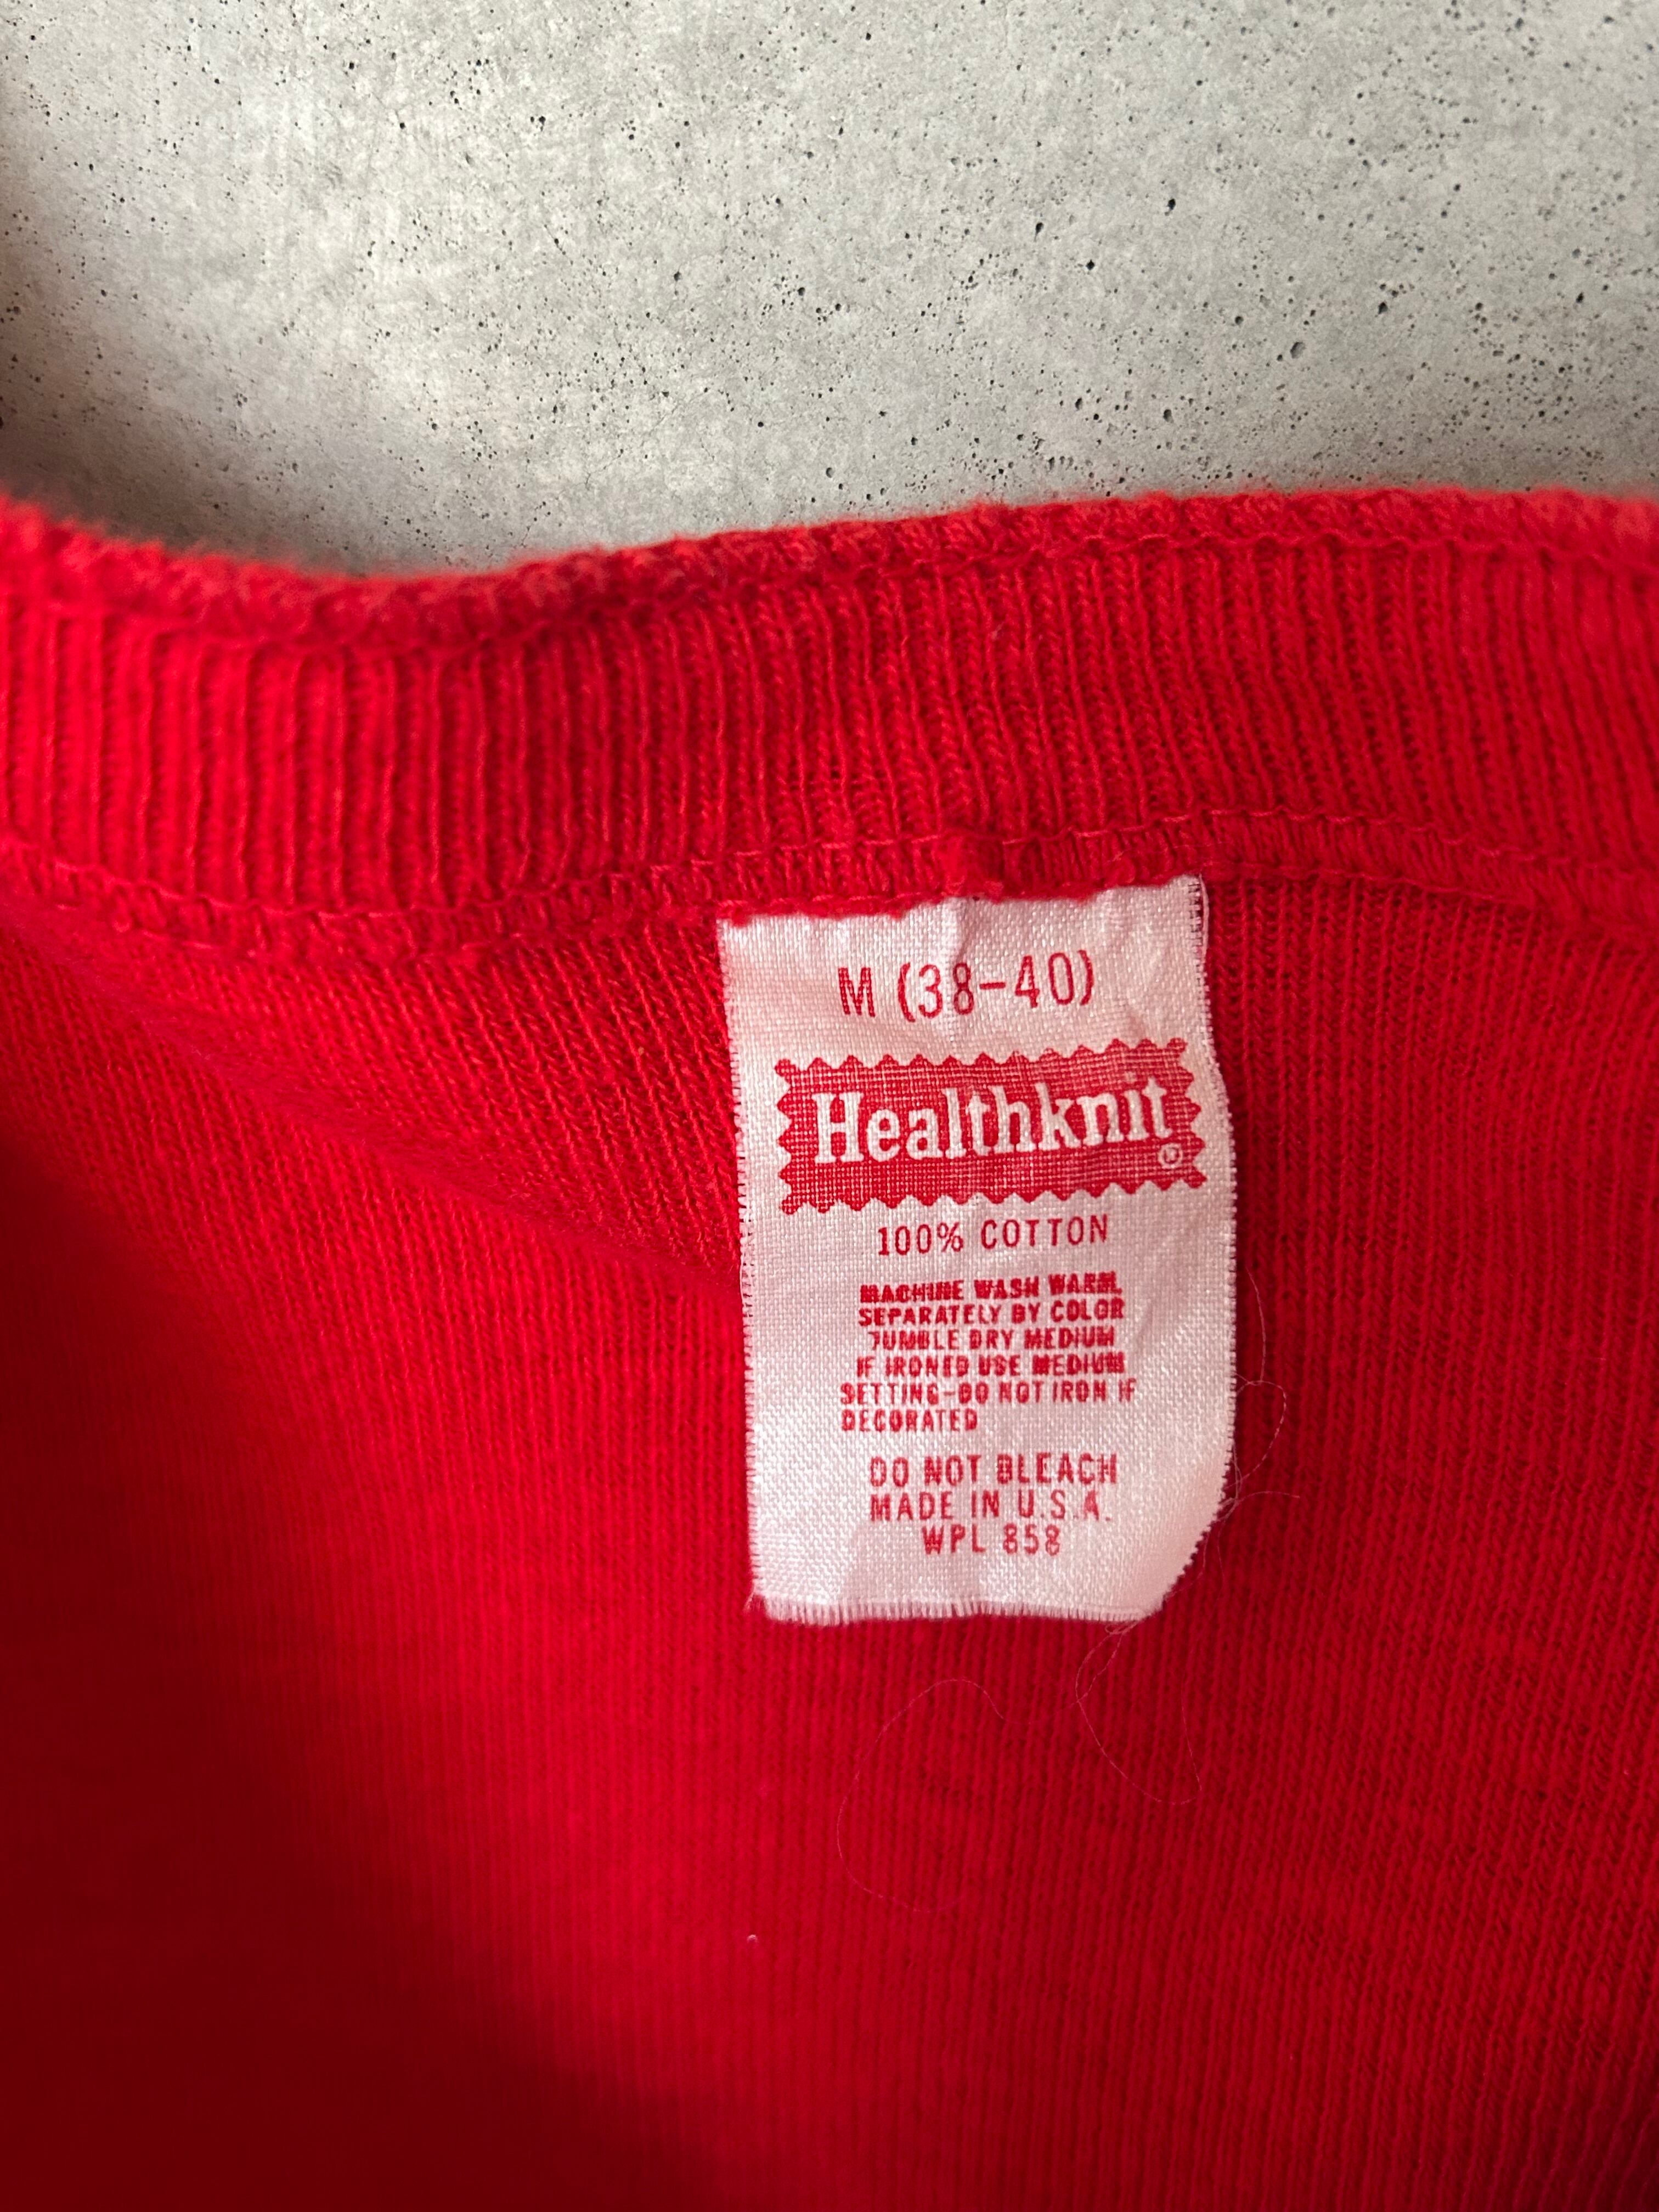 M (38-40)
Healthknit
®
100% COTTON
MACHINE WASH WARM,
SEPARATELY BY COLOR
TUMBLE DRY MEDIUM
IF IRONED USE MEDIUM
SETTING-DO NOT IRON IF
DECORATED
DO NOT BLEACH
MADE IN U.S.A.
WPL 858